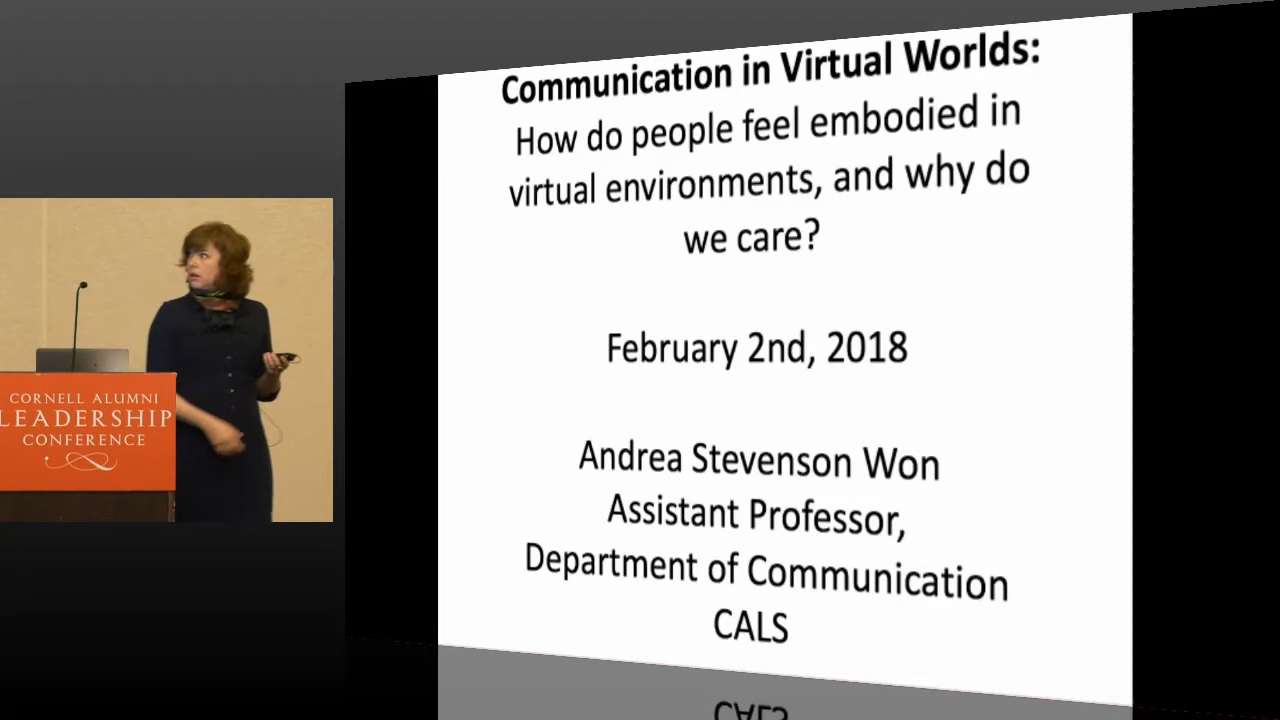 Communication in Virtual Worlds:
How do people feel embodied in
virtual environments, and why do
we care?
February 2nd, 2018
Andrea Stevenson Won
Assistant Professor,
Department of Communication
CALS
CORNELL ALUMNI
LEADERSHIP
CONFERENCE